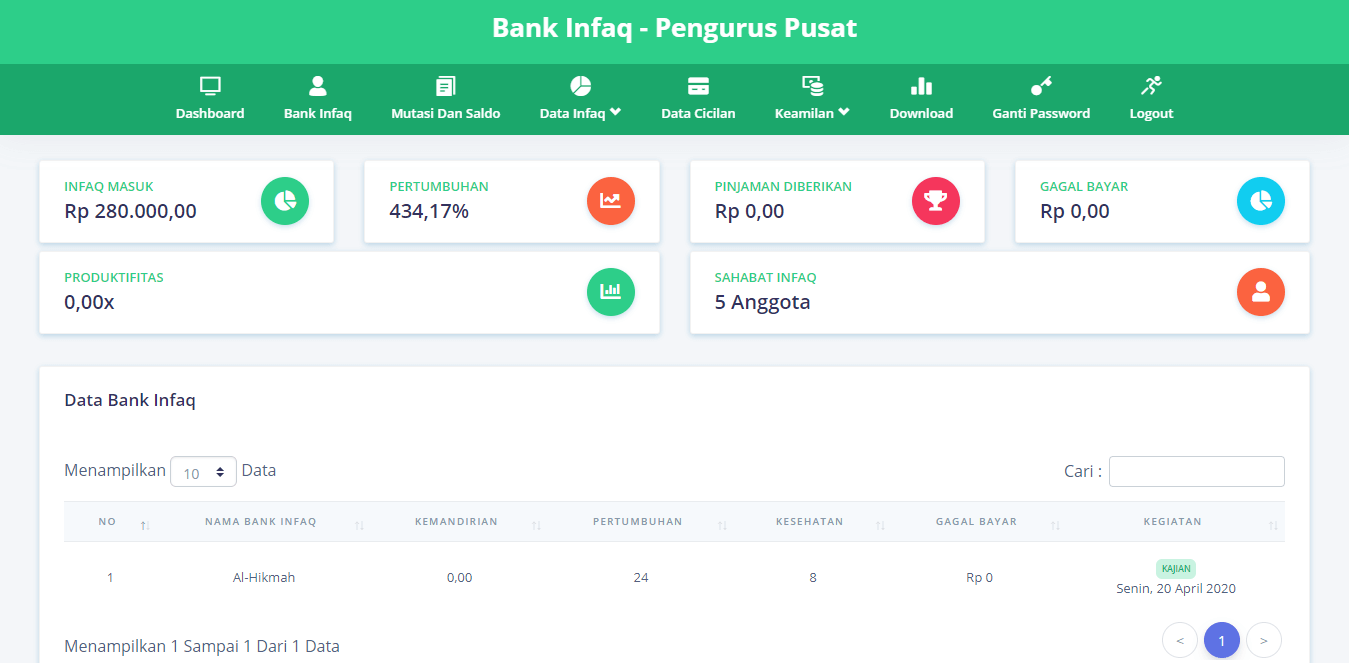 Bank Infaq - Pengurus Pusat
Dashboard Bank Infaq Mutasi Dan Saldo Data Infaq Data Cicilan Keamilan Download Ganti Password Logout
INFAQ MASUK
Rp 280.000,00
PERTUMBUHAN
434,17%
PINJAMAN DIBERIKAN
Rp 0,00
GAGAL BAYAR
Rp 0,00
PRODUKTIFITAS
0,00x
SAHABAT INFAQ
5 Anggota
Data Bank Infaq
Menampilkan 10 Data
Cari :
NO NAMA BANK INFAQ KEMANDIRIAN PERTUMBUHAN KESEHATAN GAGAL BAYAR KEGIATAN
1 Al-Hikmah 0,00 24 8 Rp 0
KAJIAN
Senin, 20 April 2020
Menampilkan 1 Sampai 1 Dari 1 Data
< 1 >